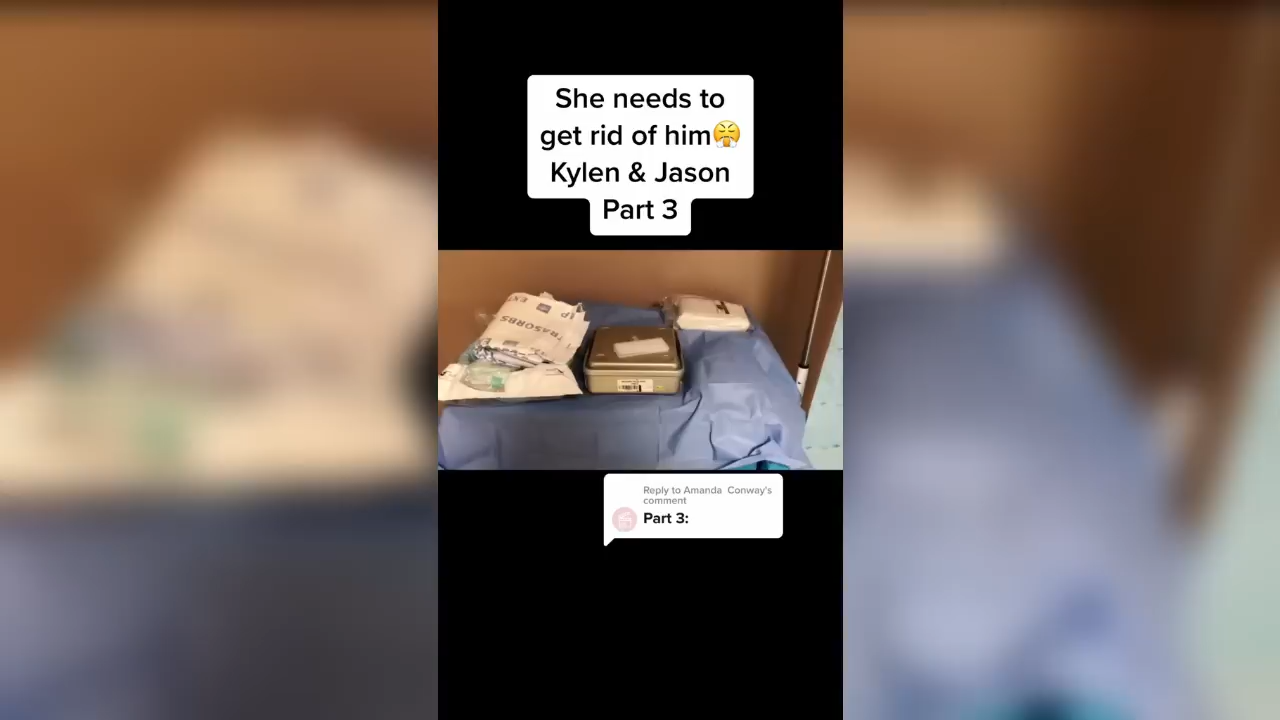 She needs to
get rid of him😤
Kylen & Jason
Part 3
Reply to Amanda Conway's
comment
Part 3: